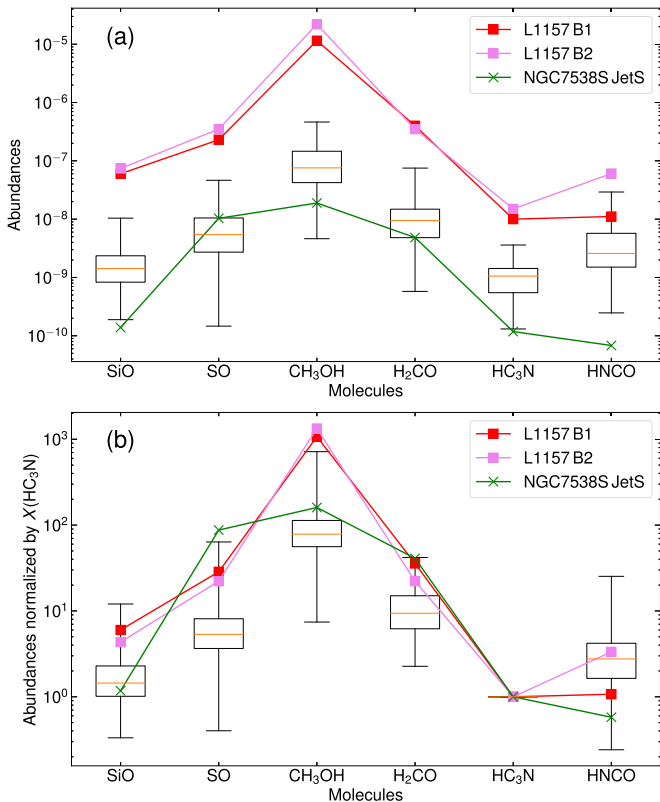 (a)
L1157 B1
L1157 B2
NGC7538S JetS
Abundances
10⁻⁵
10⁻⁶
10⁻⁷
10⁻⁸
10⁻⁹
10⁻¹⁰
SiO SO CH₃OH H₂CO HC₃N HNCO
Molecules
(b)
L1157 B1
L1157 B2
NGC7538S JetS
Abundances normalized by X(HC₃N)
10³
10²
10¹
10⁰
SiO SO CH₃OH H₂CO HC₃N HNCO
Molecules